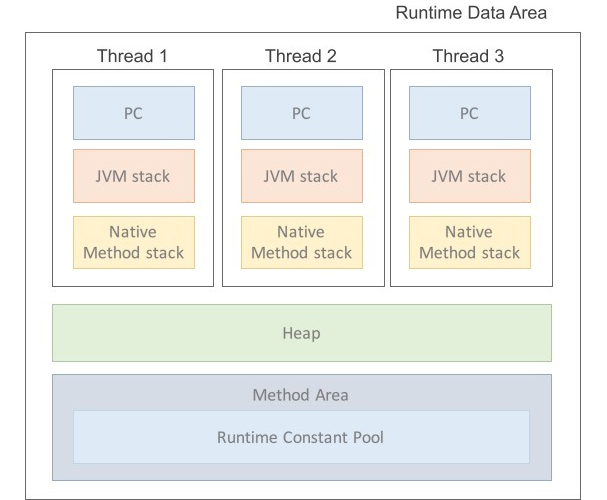 Runtime Data Area
Thread 1
Thread 2
Thread 3
PC
PC
PC
JVM stack
JVM stack
JVM stack
Native
Method stack
Native
Method stack
Native
Method stack
Heap
Method Area
Runtime Constant Pool